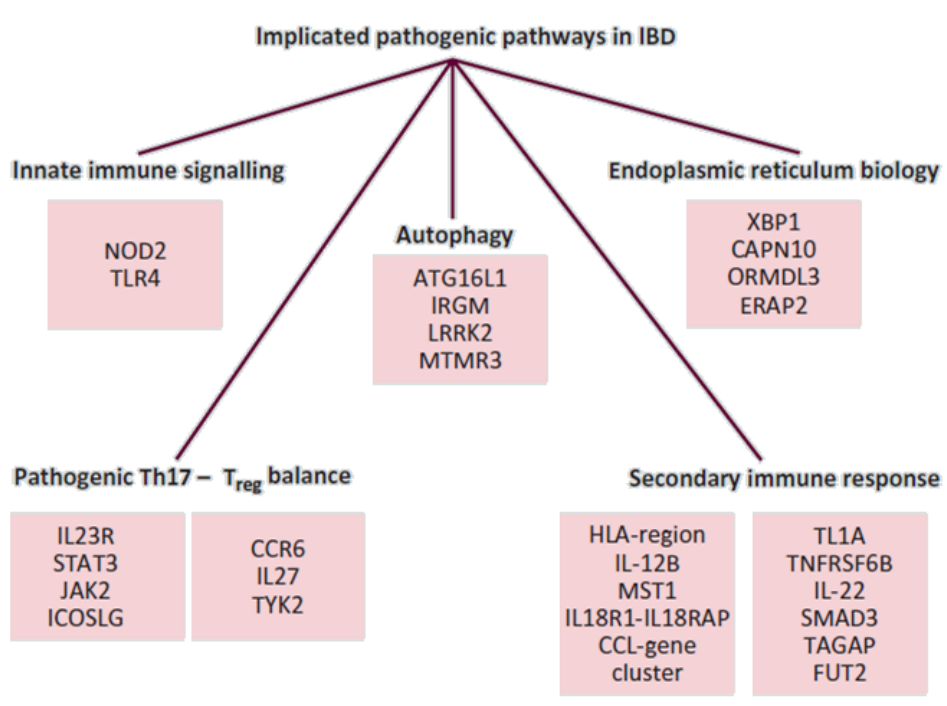 Implicated pathogenic pathways in IBD
Innate immune signalling
NOD2
TLR4
Autophagy
ATG16L1
IRGM
LRRK2
MTMR3
Endoplasmic reticulum biology
XBP1
CAPN10
ORMDL3
ERAP2
Pathogenic Th17 – Treg balance
IL23R
STAT3
JAK2
ICOSLG
CCR6
IL27
TYK2
Secondary immune response
HLA-region
IL-12B
MST1
IL18R1-IL18RAP
CCL-gene
cluster
TL1A
TNFRSF6B
IL-22
SMAD3
TAGAP
FUT2